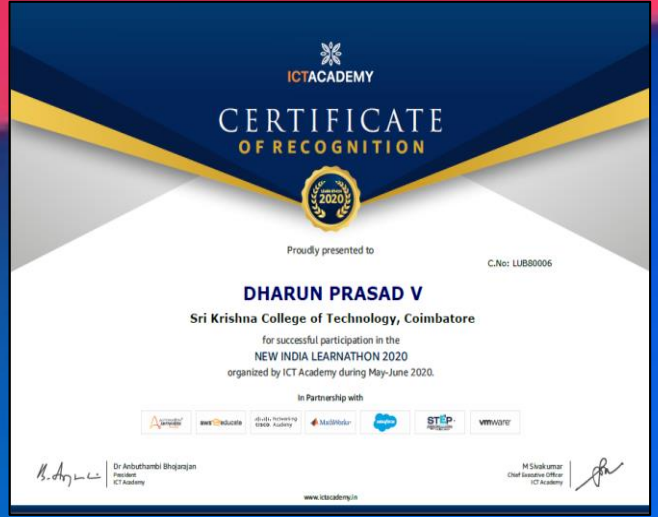 ICTACADEMY
CERTIFICATE
OF RECOGNITION
LEARNATHON
2020
Proudly presented to
C.No: LUB80006
DHARUN PRASAD V
Sri Krishna College of Technology, Coimbatore
for successful participation in the
NEW INDIA LEARNATHON 2020
organized by ICT Academy during May-June 2020.
In Partnership with
aws educate
Networking
CISCO Academy
MathWorks
salesforce
STEP
vmware
Dr Anbuthambi Bhojarajan
President
ICT Academy
M Sivakumar
Chief Executive Officer
ICT Academy
www.ictacademy.in